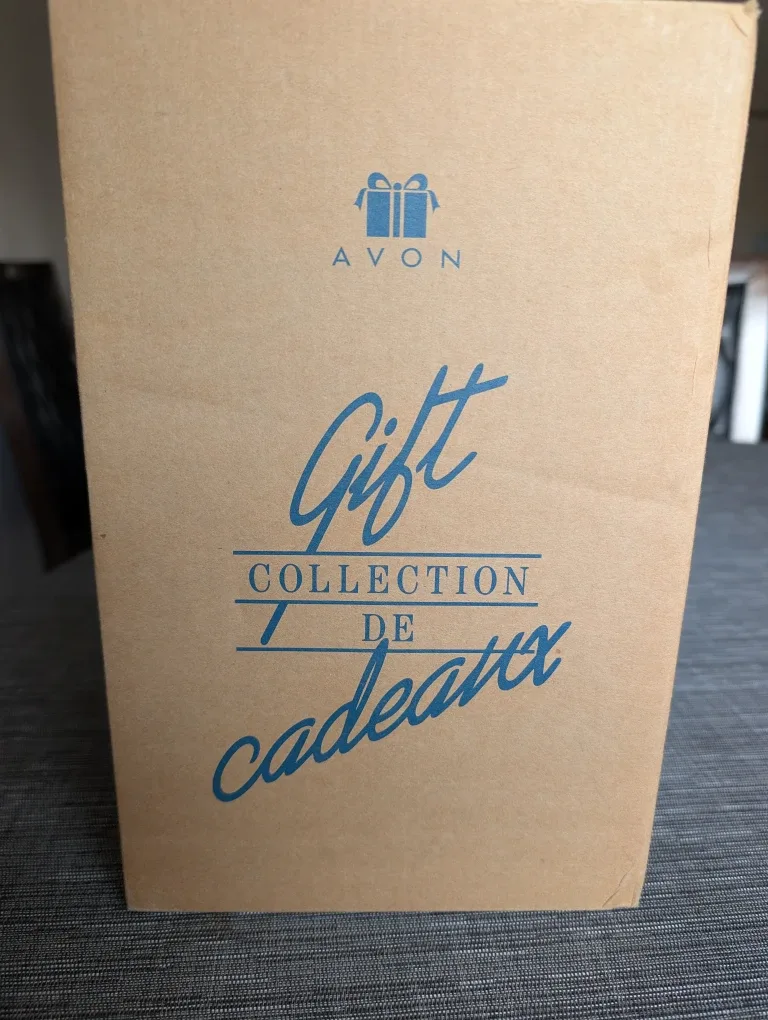 AVON
Gift
COLLECTION
DE
cadeaux